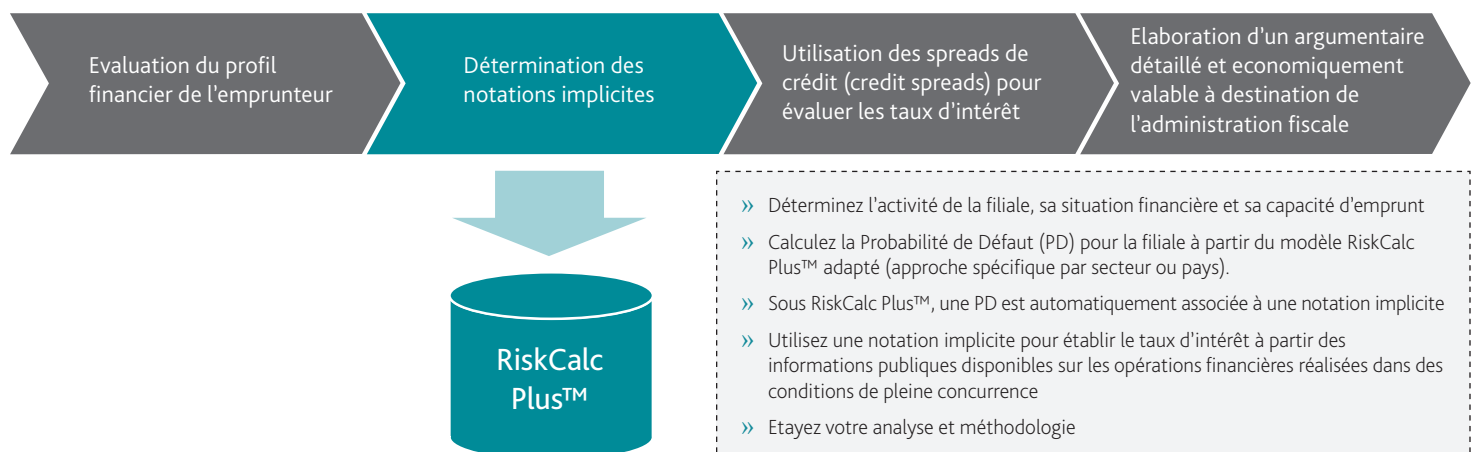 Evaluation du profil
financier de l'emprunteur
Détermination des
notations implicites
Utilisation des spreads de
crédit (credit spreads) pour
évaluer les taux d'intérêt
Elaboration d'un argumentaire
détaillé et economiquement
valable à destination de
l'administration fiscale
RiskCalc
Plus™
» Déterminez l'activité de la filiale, sa situation financière et sa capacité d'emprunt
» Calculez la Probabilité de Défaut (PD) pour la filiale à partir du modèle RiskCalc
Plus™ adapté (approche spécifique par secteur ou pays).
» Sous RiskCalc Plus™, une PD est automatiquement associée à une notation implicite
» Utilisez une notation implicite pour établir le taux d'intérêt à partir des
informations publiques disponibles sur les opérations financières réalisées dans des
conditions de pleine concurrence
» Etayez votre analyse et méthodologie